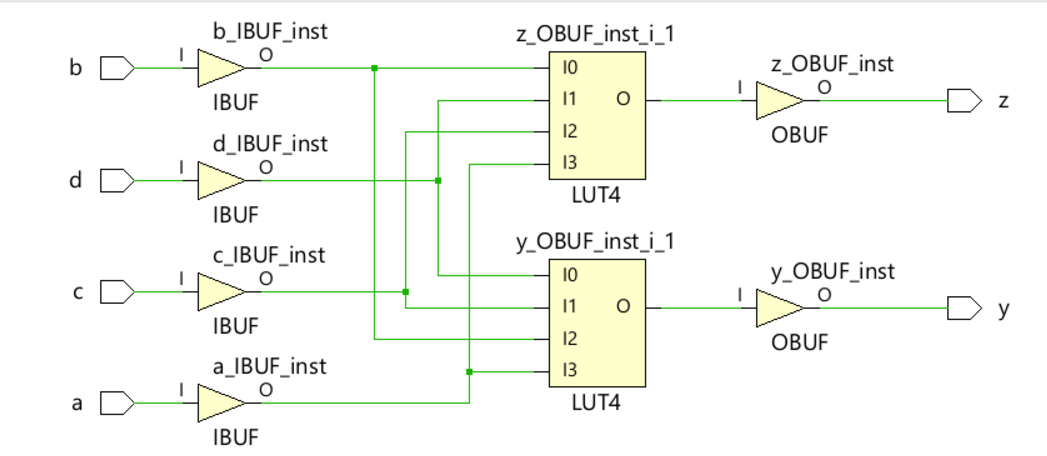 b_IBUF_inst
b
I
O
IBUF
d_IBUF_inst
d
I
O
IBUF
c_IBUF_inst
c
I
O
IBUF
a_IBUF_inst
a
I
O
IBUF
z_OBUF_inst_i_1
I0
I1
I2
I3
O
LUT4
y_OBUF_inst_i_1
I0
I1
I2
I3
O
LUT4
z_OBUF_inst
I
O
OBUF
z
y_OBUF_inst
I
O
OBUF
y